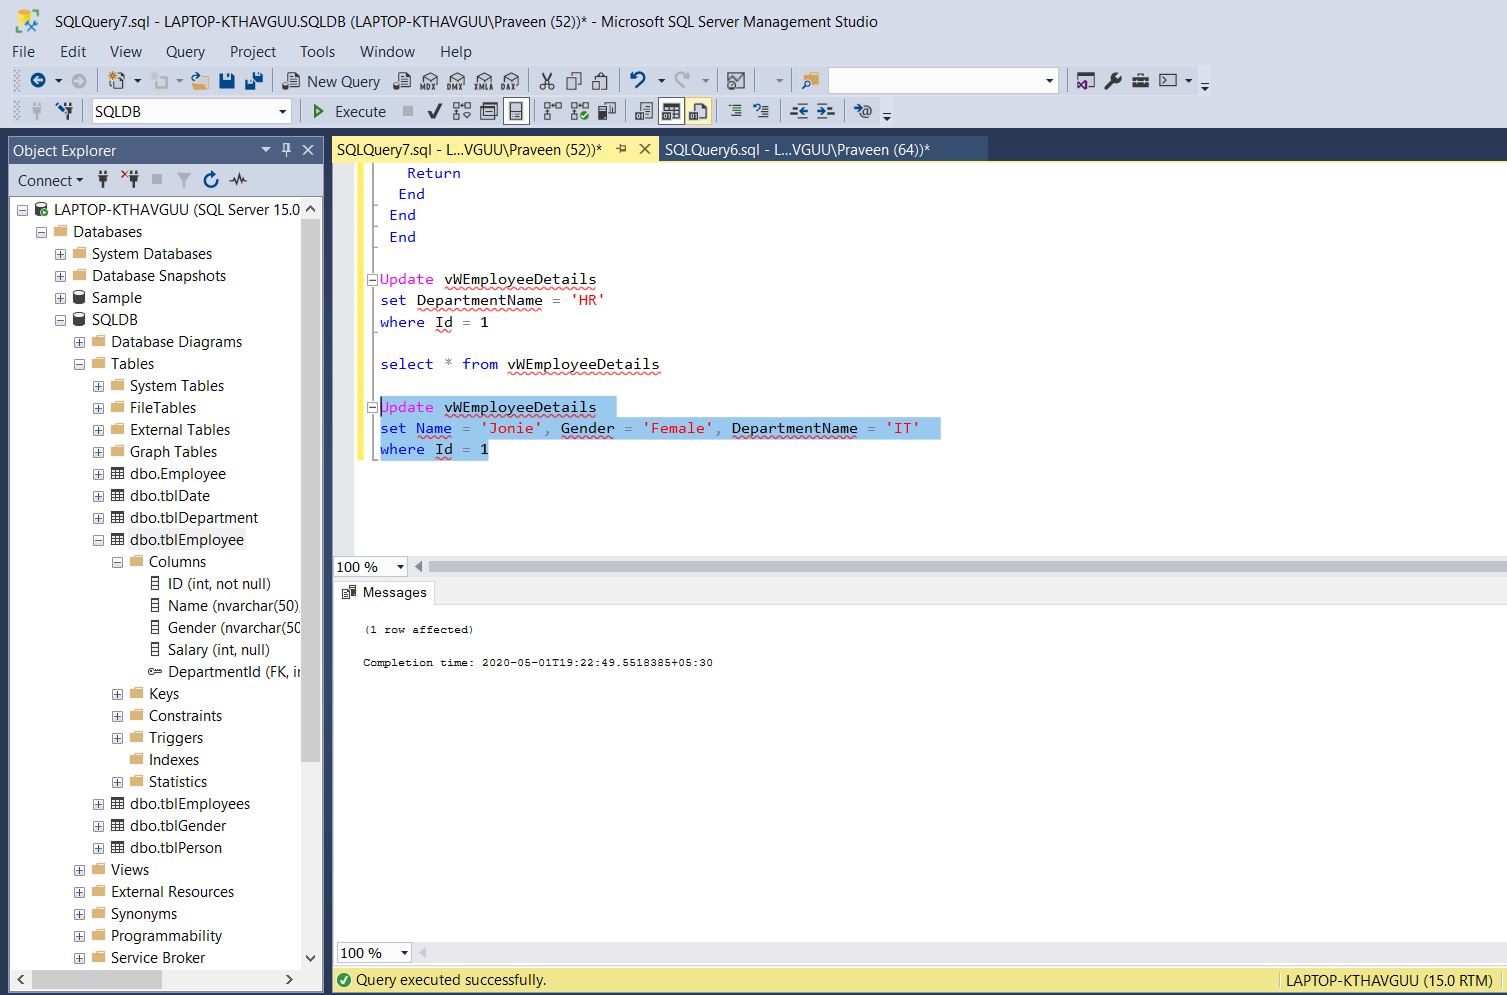 SQLQuery7.sql - LAPTOP-KTHAVGUU.SQLDB (LAPTOP-KTHAVGUU\Praveen (52))* - Microsoft SQL Server Management Studio
File Edit View Query Project Tools Window Help
New Query MDX DMX XMLA DAX
SQLDB Execute
Object Explorer
Connect
LAPTOP-KTHAVGUU (SQL Server 15.0
Databases
System Databases
Database Snapshots
Sample
SQLDB
Database Diagrams
Tables
System Tables
FileTables
External Tables
Graph Tables
dbo.Employee
dbo.tblDate
dbo.tblDepartment
dbo.tblEmployee
Columns
ID (int, not null)
Name (nvarchar(50),
Gender (nvarchar(50
Salary (int, null)
DepartmentId (FK, in
Keys
Constraints
Triggers
Indexes
Statistics
dbo.tblEmployees
dbo.tblGender
dbo.tblPerson
Views
External Resources
Synonyms
Programmability
Service Broker
SQLQuery7.sql - L...VGUU\Praveen (52))* SQLQuery6.sql - L...VGUU\Praveen (64))*
Return
End
End
End
Update vWEmployeeDetails
set DepartmentName = 'HR'
where Id = 1
select * from vWEmployeeDetails
Update vWEmployeeDetails
set Name = 'Jonie', Gender = 'Female', DepartmentName = 'IT'
where Id = 1
100 %
Messages
(1 row affected)
Completion time: 2020-05-01T19:22:49.5518385+05:30
100 %
Query executed successfully. LAPTOP-KTHAVGUU (15.0 RTM)